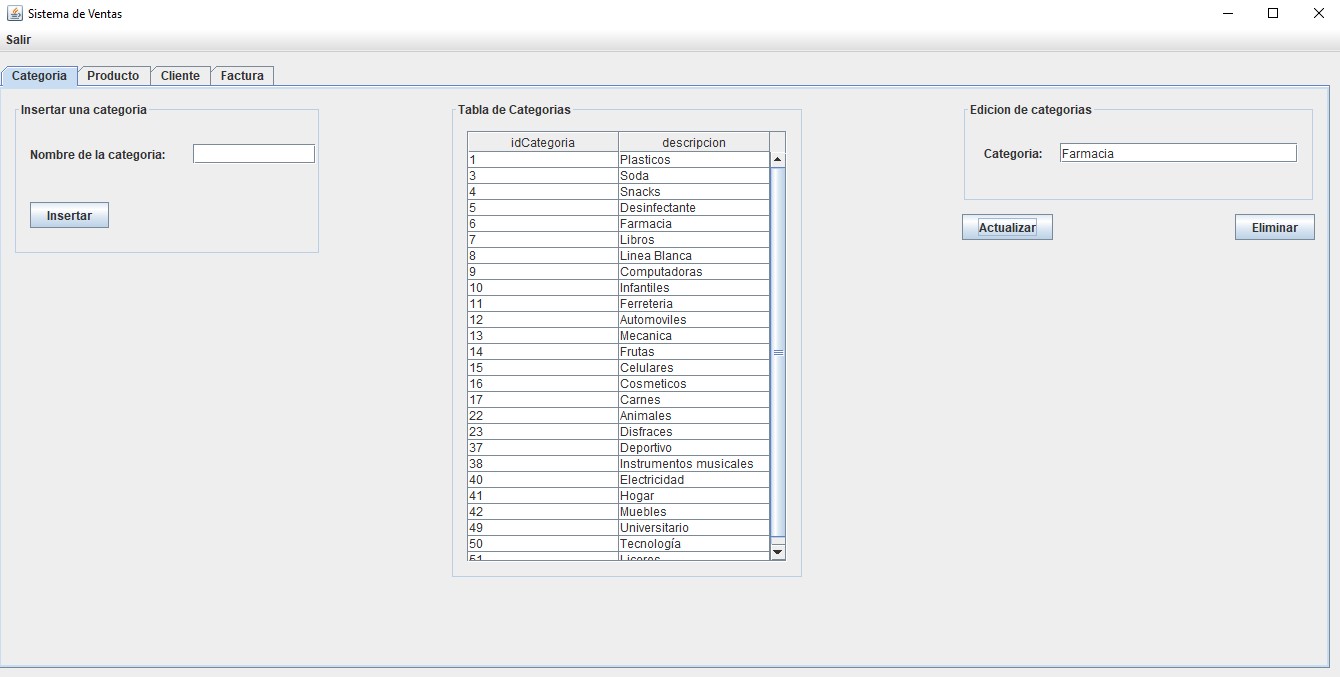 Sistema de Ventas
Salir
Categoria Producto Cliente Factura
Insertar una categoria
Nombre de la categoria:
Insertar
Tabla de Categorias
idCategoria descripcion
1 Plasticos
3 Soda
4 Snacks
5 Desinfectante
6 Farmacia
7 Libros
8 Linea Blanca
9 Computadoras
10 Infantiles
11 Ferreteria
12 Automoviles
13 Mecanica
14 Frutas
15 Celulares
16 Cosmeticos
17 Carnes
22 Animales
23 Disfraces
37 Deportivo
38 Instrumentos musicales
40 Electricidad
41 Hogar
42 Muebles
49 Universitario
50 Tecnología
51 Licores
Edicion de categorias
Categoria: Farmacia
Actualizar Eliminar